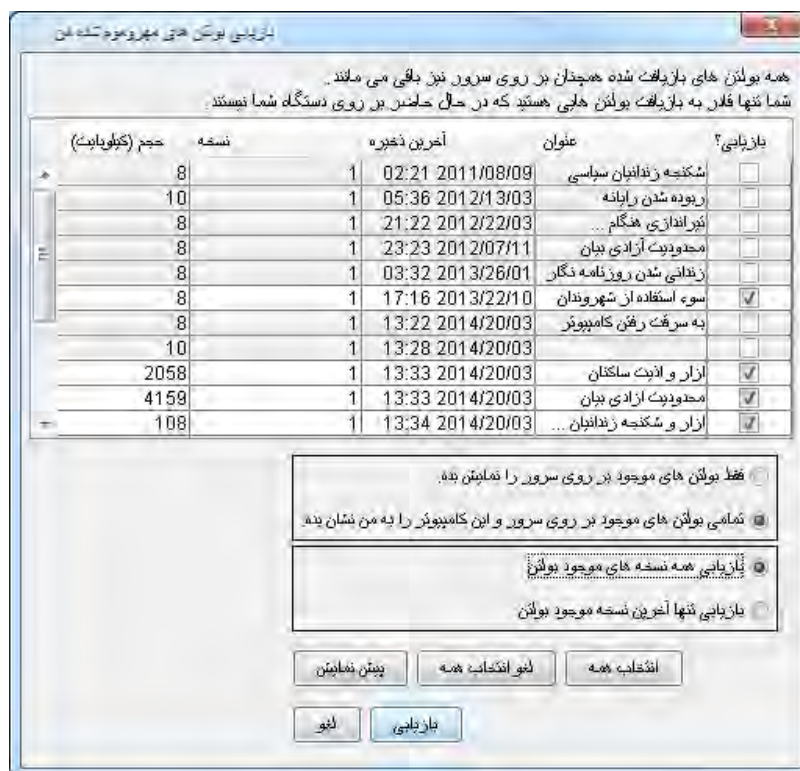 بازیابی بولتن های مهروموم شده من
همه بولتن های بازیافت شده همچنان بر روی سرور نیز باقی می مانند.
شما تنها قادر به بازیافت بولتن هایی هستید که در حال حاضر بر روی دستگاه شما نیستند.
بازیابی؟ عنوان آخرین ذخیره نسخه حجم (کیلوبایت)
شکنجه زندانیان سیاسی 02:21 2011/08/09 1 8
ربوده شدن رایانه 05:36 2012/13/03 1 10
تیراندازی هنگام ... 21:22 2012/22/03 1 8
محدودیت آزادی بیان 23:23 2012/07/11 1 8
زندانی شدن روزنامه نگار 03:32 2013/26/01 1 8
سوء استفاده از شهروندان 17:16 2013/22/10 1 8
به سرقت رفتن کامپیوتر 13:22 2014/20/03 1 8
13:28 2014/20/03 1 10
ازار و اذیت ساکنان 13:33 2014/20/03 1 2058
محدودیت ازادی بیان 13:33 2014/20/03 1 4159
ازار و شکنجه زندانیان... 13:34 2014/20/03 1 108
فقط بولتن های موجود بر روی سرور را نمایش بده.
تمامی بولتن های موجود بر روی سرور و این کامپیوتر را به من نشان بده.
بازیابی همه نسخه های موجود بولتن
بازیابی تنها آخرین نسخه موجود بولتن
انتخاب همه لغو انتخاب همه پیش نمایش
بازیابی لغو